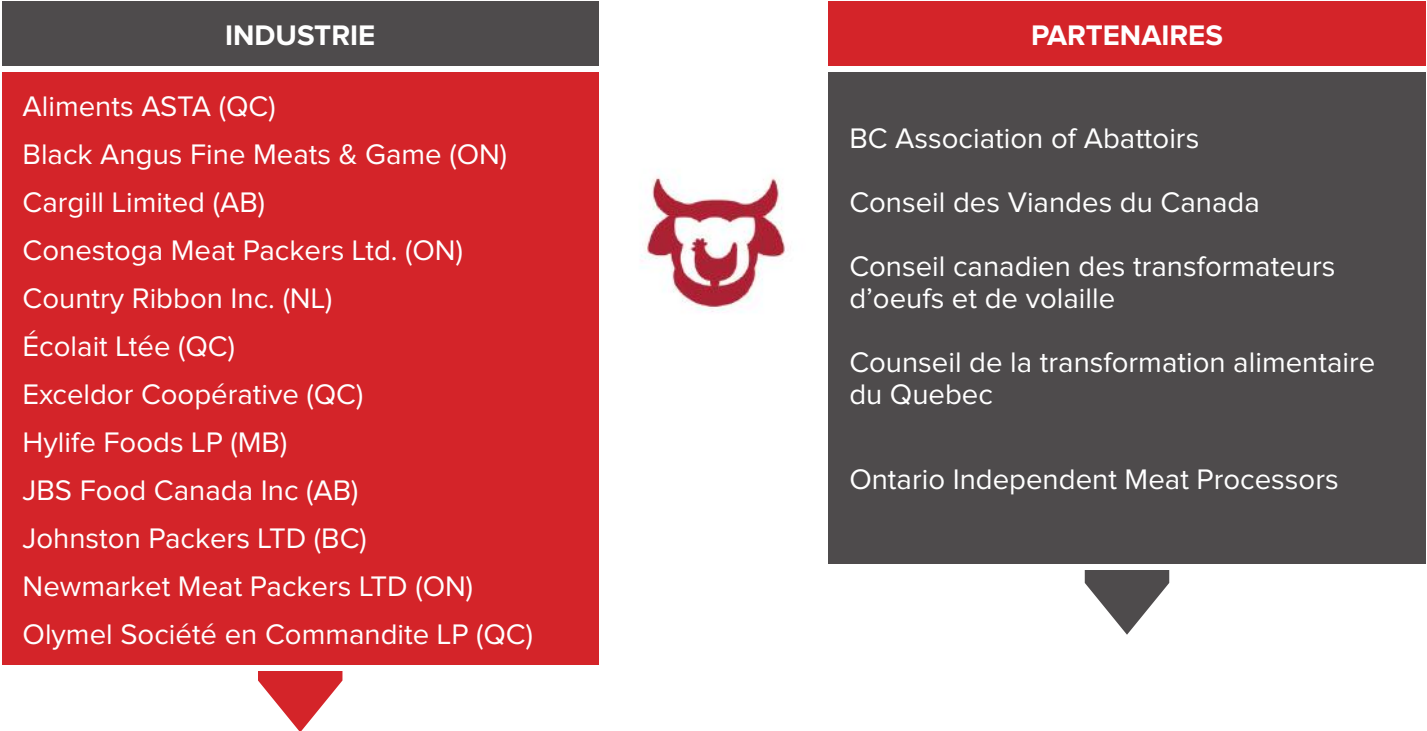 INDUSTRIE
Aliments ASTA (QC)
Black Angus Fine Meats & Game (ON)
Cargill Limited (AB)
Conestoga Meat Packers Ltd. (ON)
Country Ribbon Inc. (NL)
Écolait Ltée (QC)
Exceldor Coopérative (QC)
Hylife Foods LP (MB)
JBS Food Canada Inc (AB)
Johnston Packers LTD (BC)
Newmarket Meat Packers LTD (ON)
Olymel Société en Commandite LP (QC)
PARTENAIRES
BC Association of Abattoirs
Conseil des Viandes du Canada
Conseil canadien des transformateurs
d'oeufs et de volaille
Counseil de la transformation alimentaire
du Quebec
Ontario Independent Meat Processors